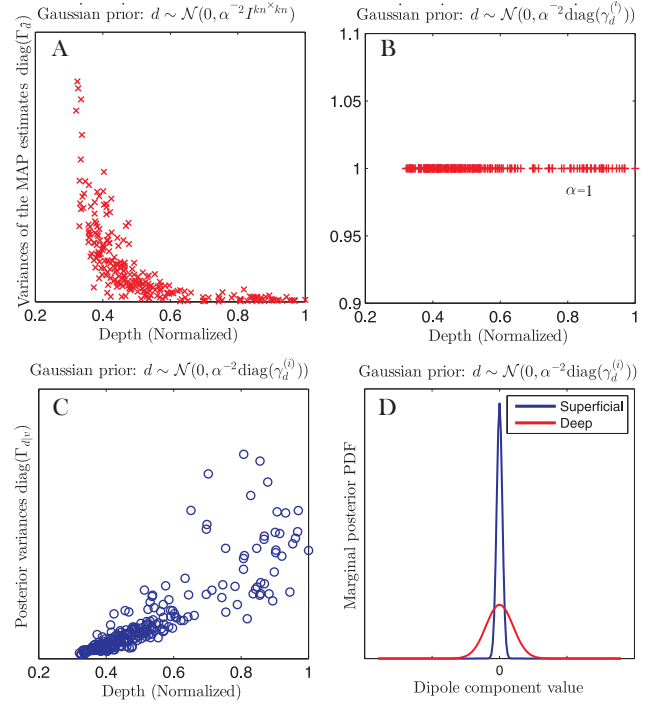 Gaussian prior: d ∼ N(0, α⁻² I^{kn×kn})
A
Variances of the MAP estimates diag(Γ_d̂)
0.2 0.4 0.6 0.8 1
Depth (Normalized)
Gaussian prior: d ∼ N(0, α⁻²diag(γ_d^{(i)}))
B
1.1
1.05
1
0.95
0.9
α=1
0.2 0.4 0.6 0.8 1
Depth (Normalized)
Gaussian prior: d ∼ N(0, α⁻²diag(γ_d^{(i)}))
C
Posterior variances diag(Γ_{d|v})
0.2 0.4 0.6 0.8 1
Depth (Normalized)
Gaussian prior: d ∼ N(0, α⁻²diag(γ_d^{(i)}))
D
Superficial
Deep
Marginal posterior PDF
0
Dipole component value